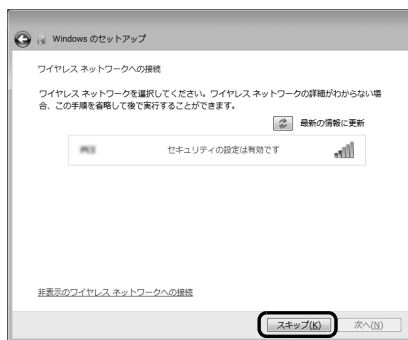 Windows のセットアップ
ワイヤレス ネットワークへの接続
ワイヤレス ネットワークを選択してください。ワイヤレス ネットワークの詳細がわからない場
合、この手順を省略して後で実行することができます。
最新の情報に更新
セキュリティの設定は有効です
非表示のワイヤレス ネットワークへの接続
スキップ(K) 次へ(N)